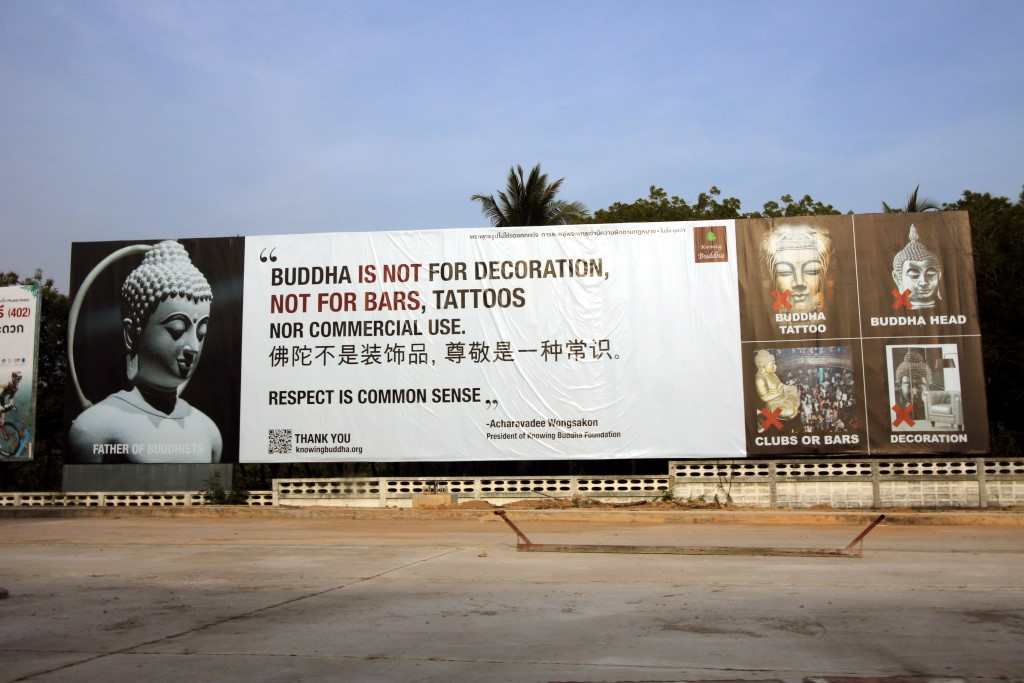 (402)
FATHER OF BUDDHISTS
“
BUDDHA IS NOT FOR DECORATION,
NOT FOR BARS, TATTOOS
NOR COMMERCIAL USE.
佛陀不是装饰品, 尊敬是一种常识。
RESPECT IS COMMON SENSE „
-Acharavadee Wongsakon
President of Knowing Buddha Foundation
THANK YOU
knowingbuddha.org
Knowing
Buddha
BUDDHA
TATTOO
BUDDHA HEAD
CLUBS OR BARS
DECORATION